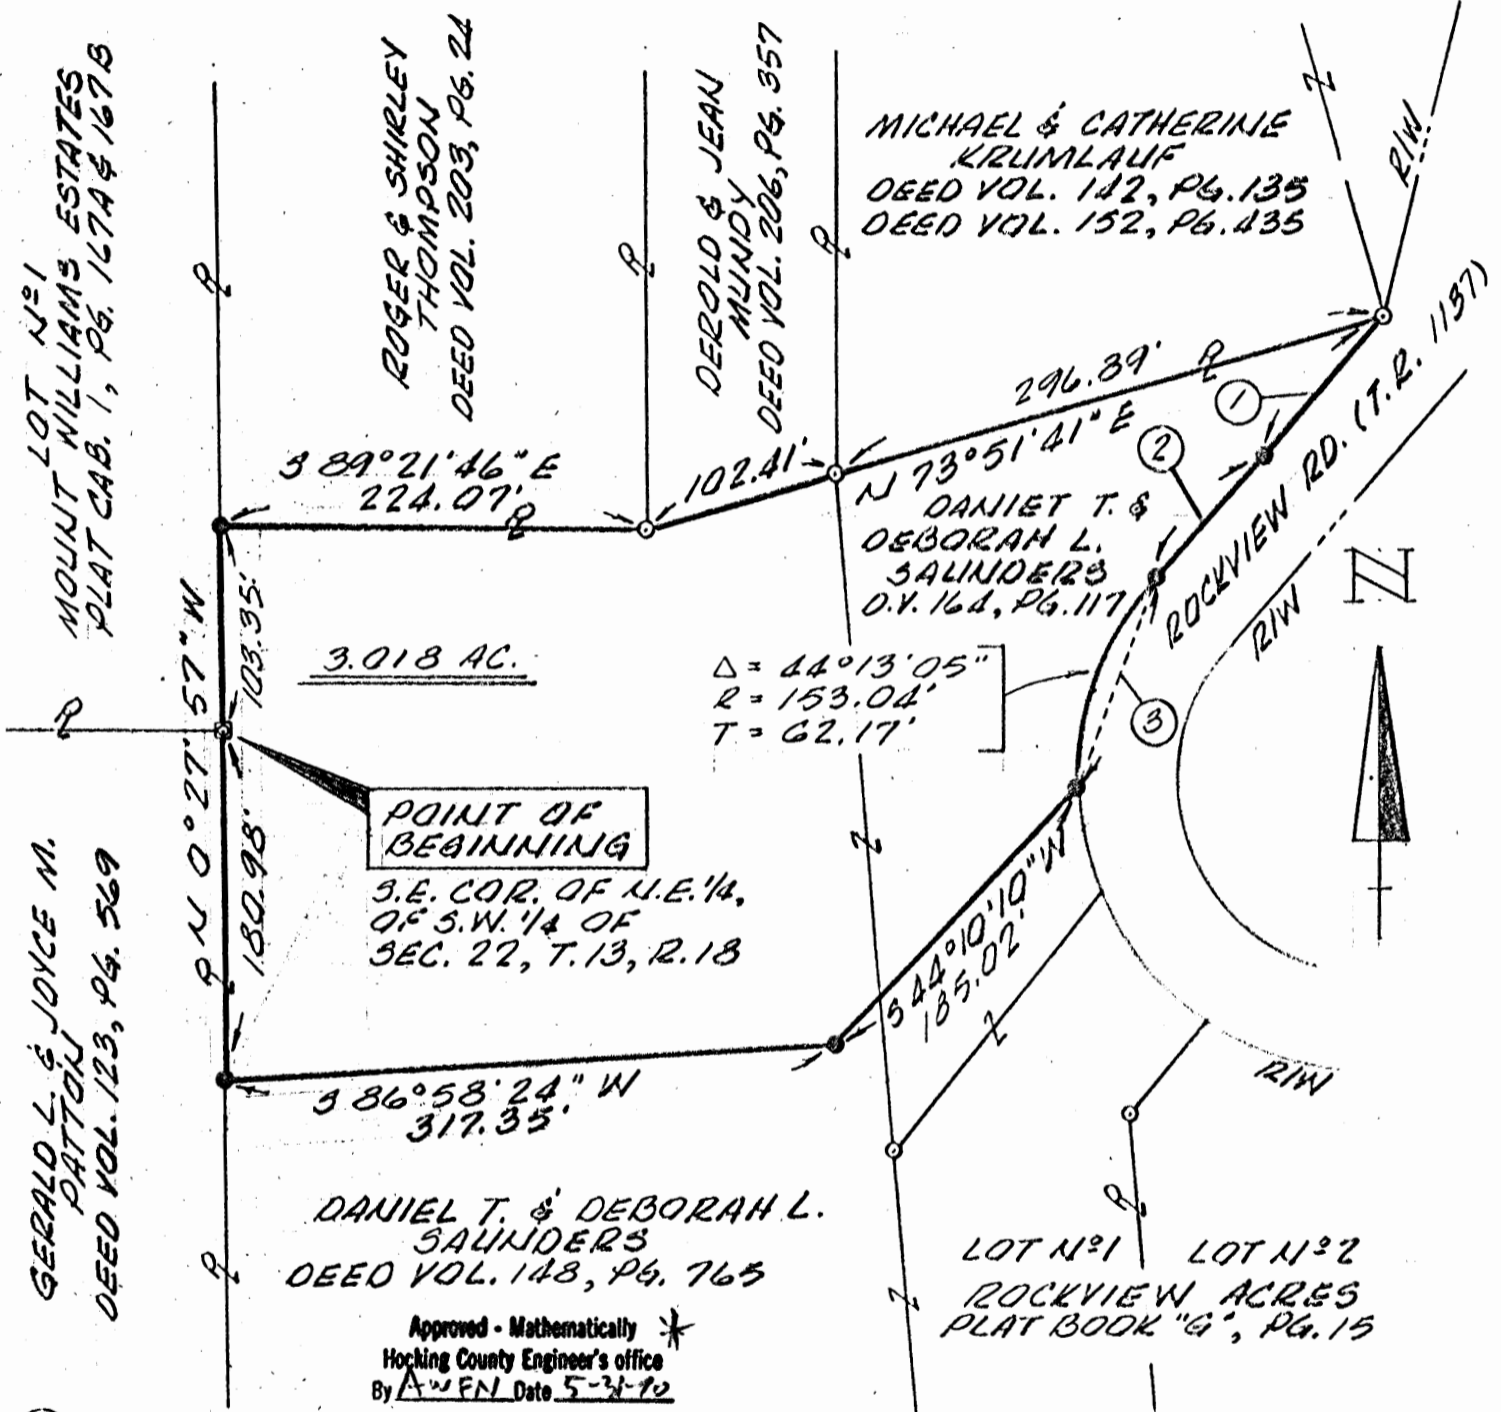 LOT Nº1
MOUNT WILLIAMS ESTATES
PLAT CAB. 1, PG. 167A & 167B
ROGER & SHIRLEY
THOMPSON
DEED VOL. 203, PG. 24
DEROLD & JEAN
MUNDY
DEED VOL. 206, PG. 357
MICHAEL & CATHERINE
KRUMLAUF
DEED VOL. 142, PG. 135
DEED VOL. 152, PG. 435
R/W
S 89°21'46" E
224.07'
102.41'
296.89'
N 73°51'41" E
1
2
ROCKVIEW RD. (T.R. 1137)
DANIET T. &
DEBORAH L.
SAUNDERS
D.V. 164, PG. 117
R/W
N
N 0°27'57" W
103.35'
3.018 AC.
Δ = 44°13'05"
R = 153.04'
T = 62.17'
3
POINT OF
BEGINNING
S.E. COR. OF N.E. 1/4,
OF S.W. 1/4 OF
SEC. 22, T. 13, R. 18
180.98'
S 44°10'10" W
185.02'
GERALD L. & JOYCE M.
PATTON
DEED VOL. 123, PG. 569
S 86°58'24" W
317.35'
R/W
DANIEL T. & DEBORAH L.
SAUNDERS
DEED VOL. 148, PG. 765
LOT Nº1 LOT Nº2
ROCKVIEW ACRES
PLAT BOOK "G", PG. 15
Approved - Mathematically
Hocking County Engineer's office
By Date 5-31-90